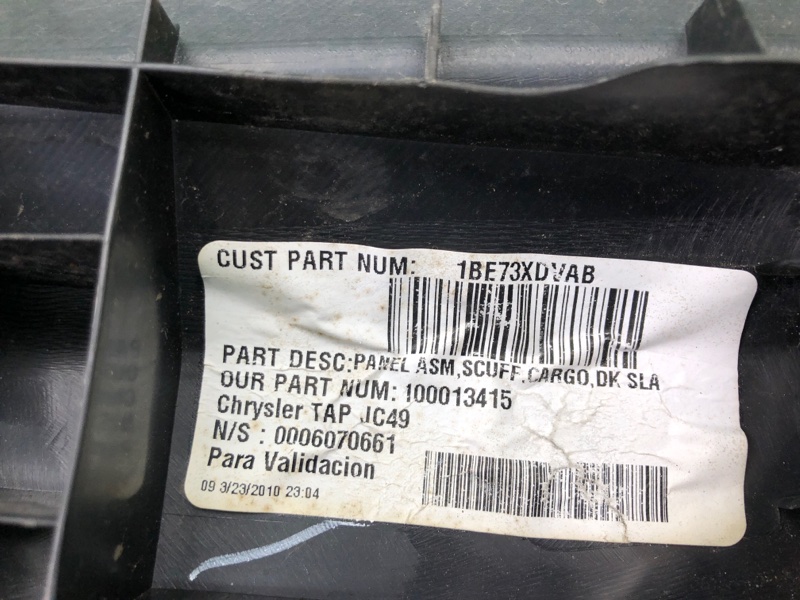 CUST PART NUM: 1BE73XDVAB
PART DESC:PANEL ASM,SCUFF,CARGO,DK SLA
OUR PART NUM: 100013415
Chrysler TAP JC49
N/S : 0006070661
Para Validacion
09 3/23/2010 23:04